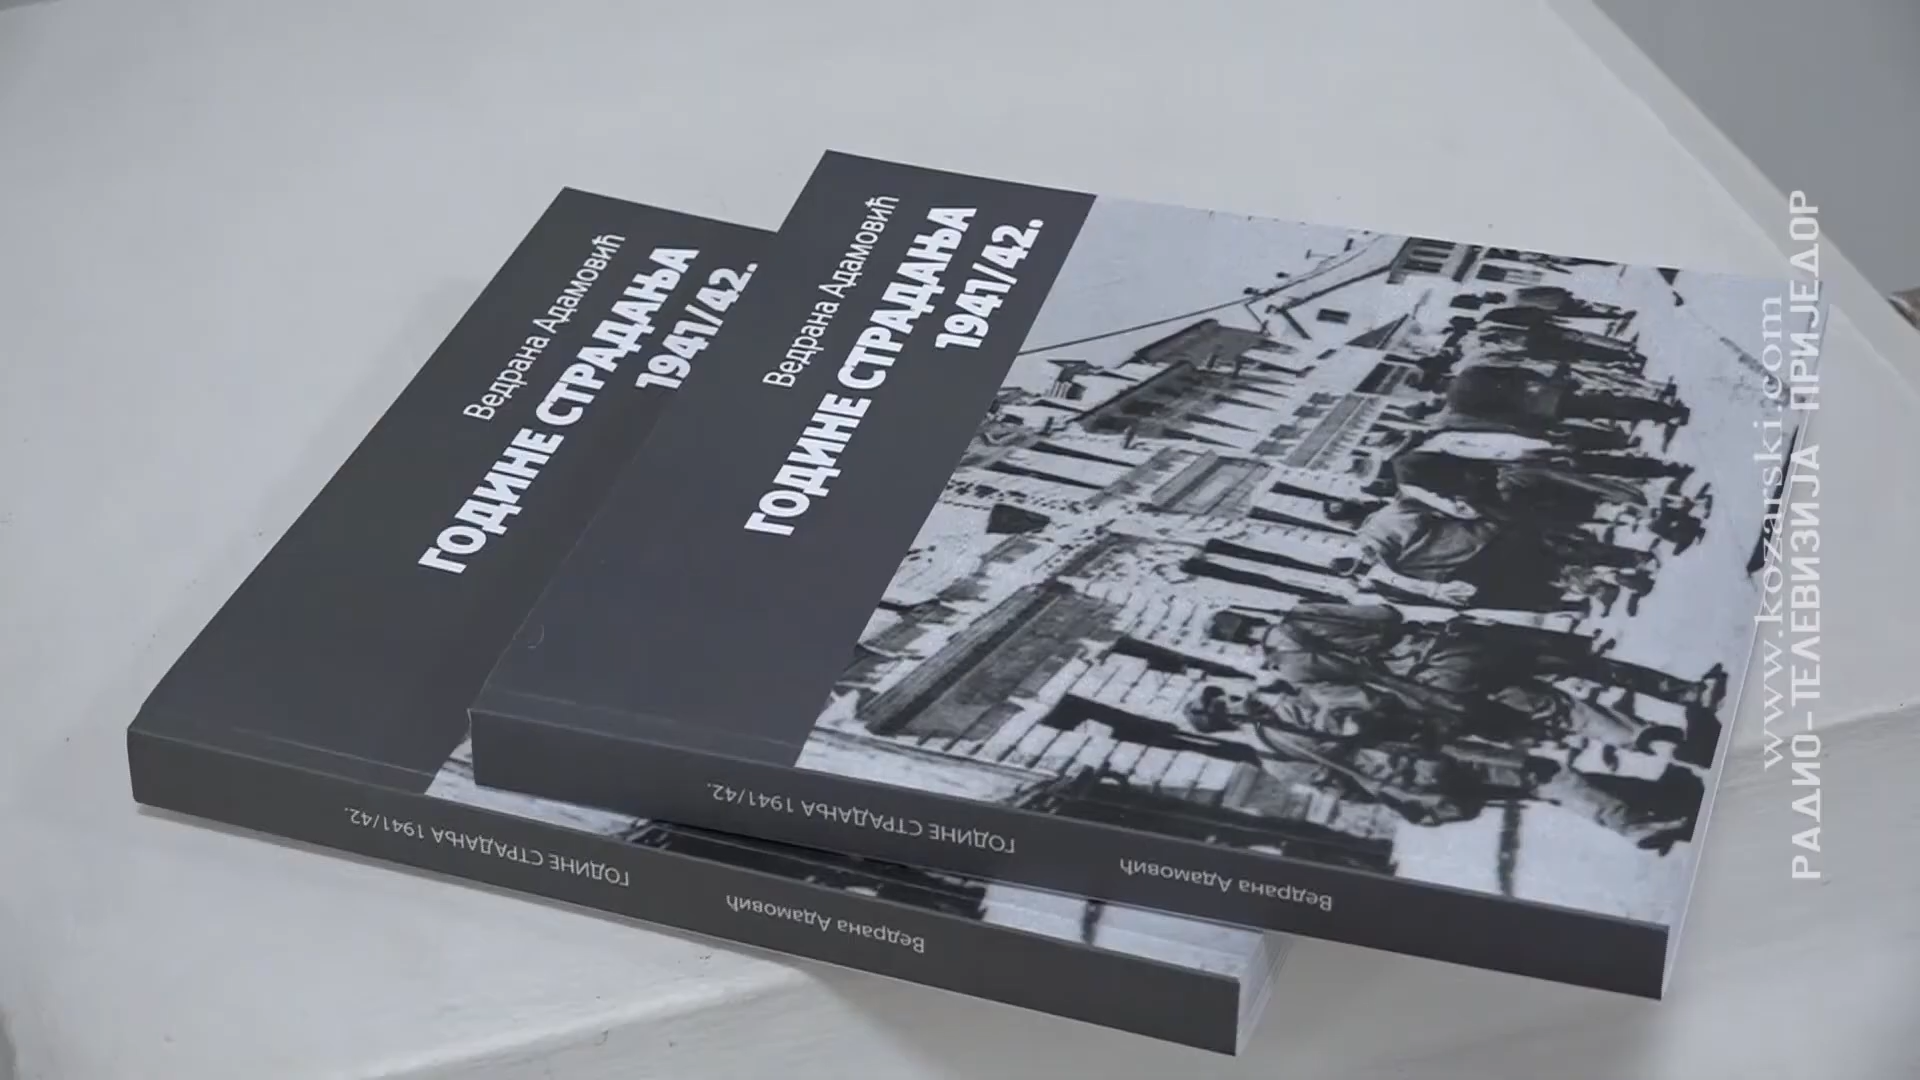 Ведрана Адамовић
ГОДИНЕ СТРАДАЊА
1941/42.
ГОДИНЕ СТРАДАЊА 1941/42.
Ведрана Адамовић
Ведрана Адамовић
ГОДИНЕ СТРАДАЊА
1941/42.
ГОДИНЕ СТРАДАЊА 1941/42.
Ведрана Адамовић
www.kozarski.com
РАДИО-ТЕЛЕВИЗИЈА ПРИЈЕДОР